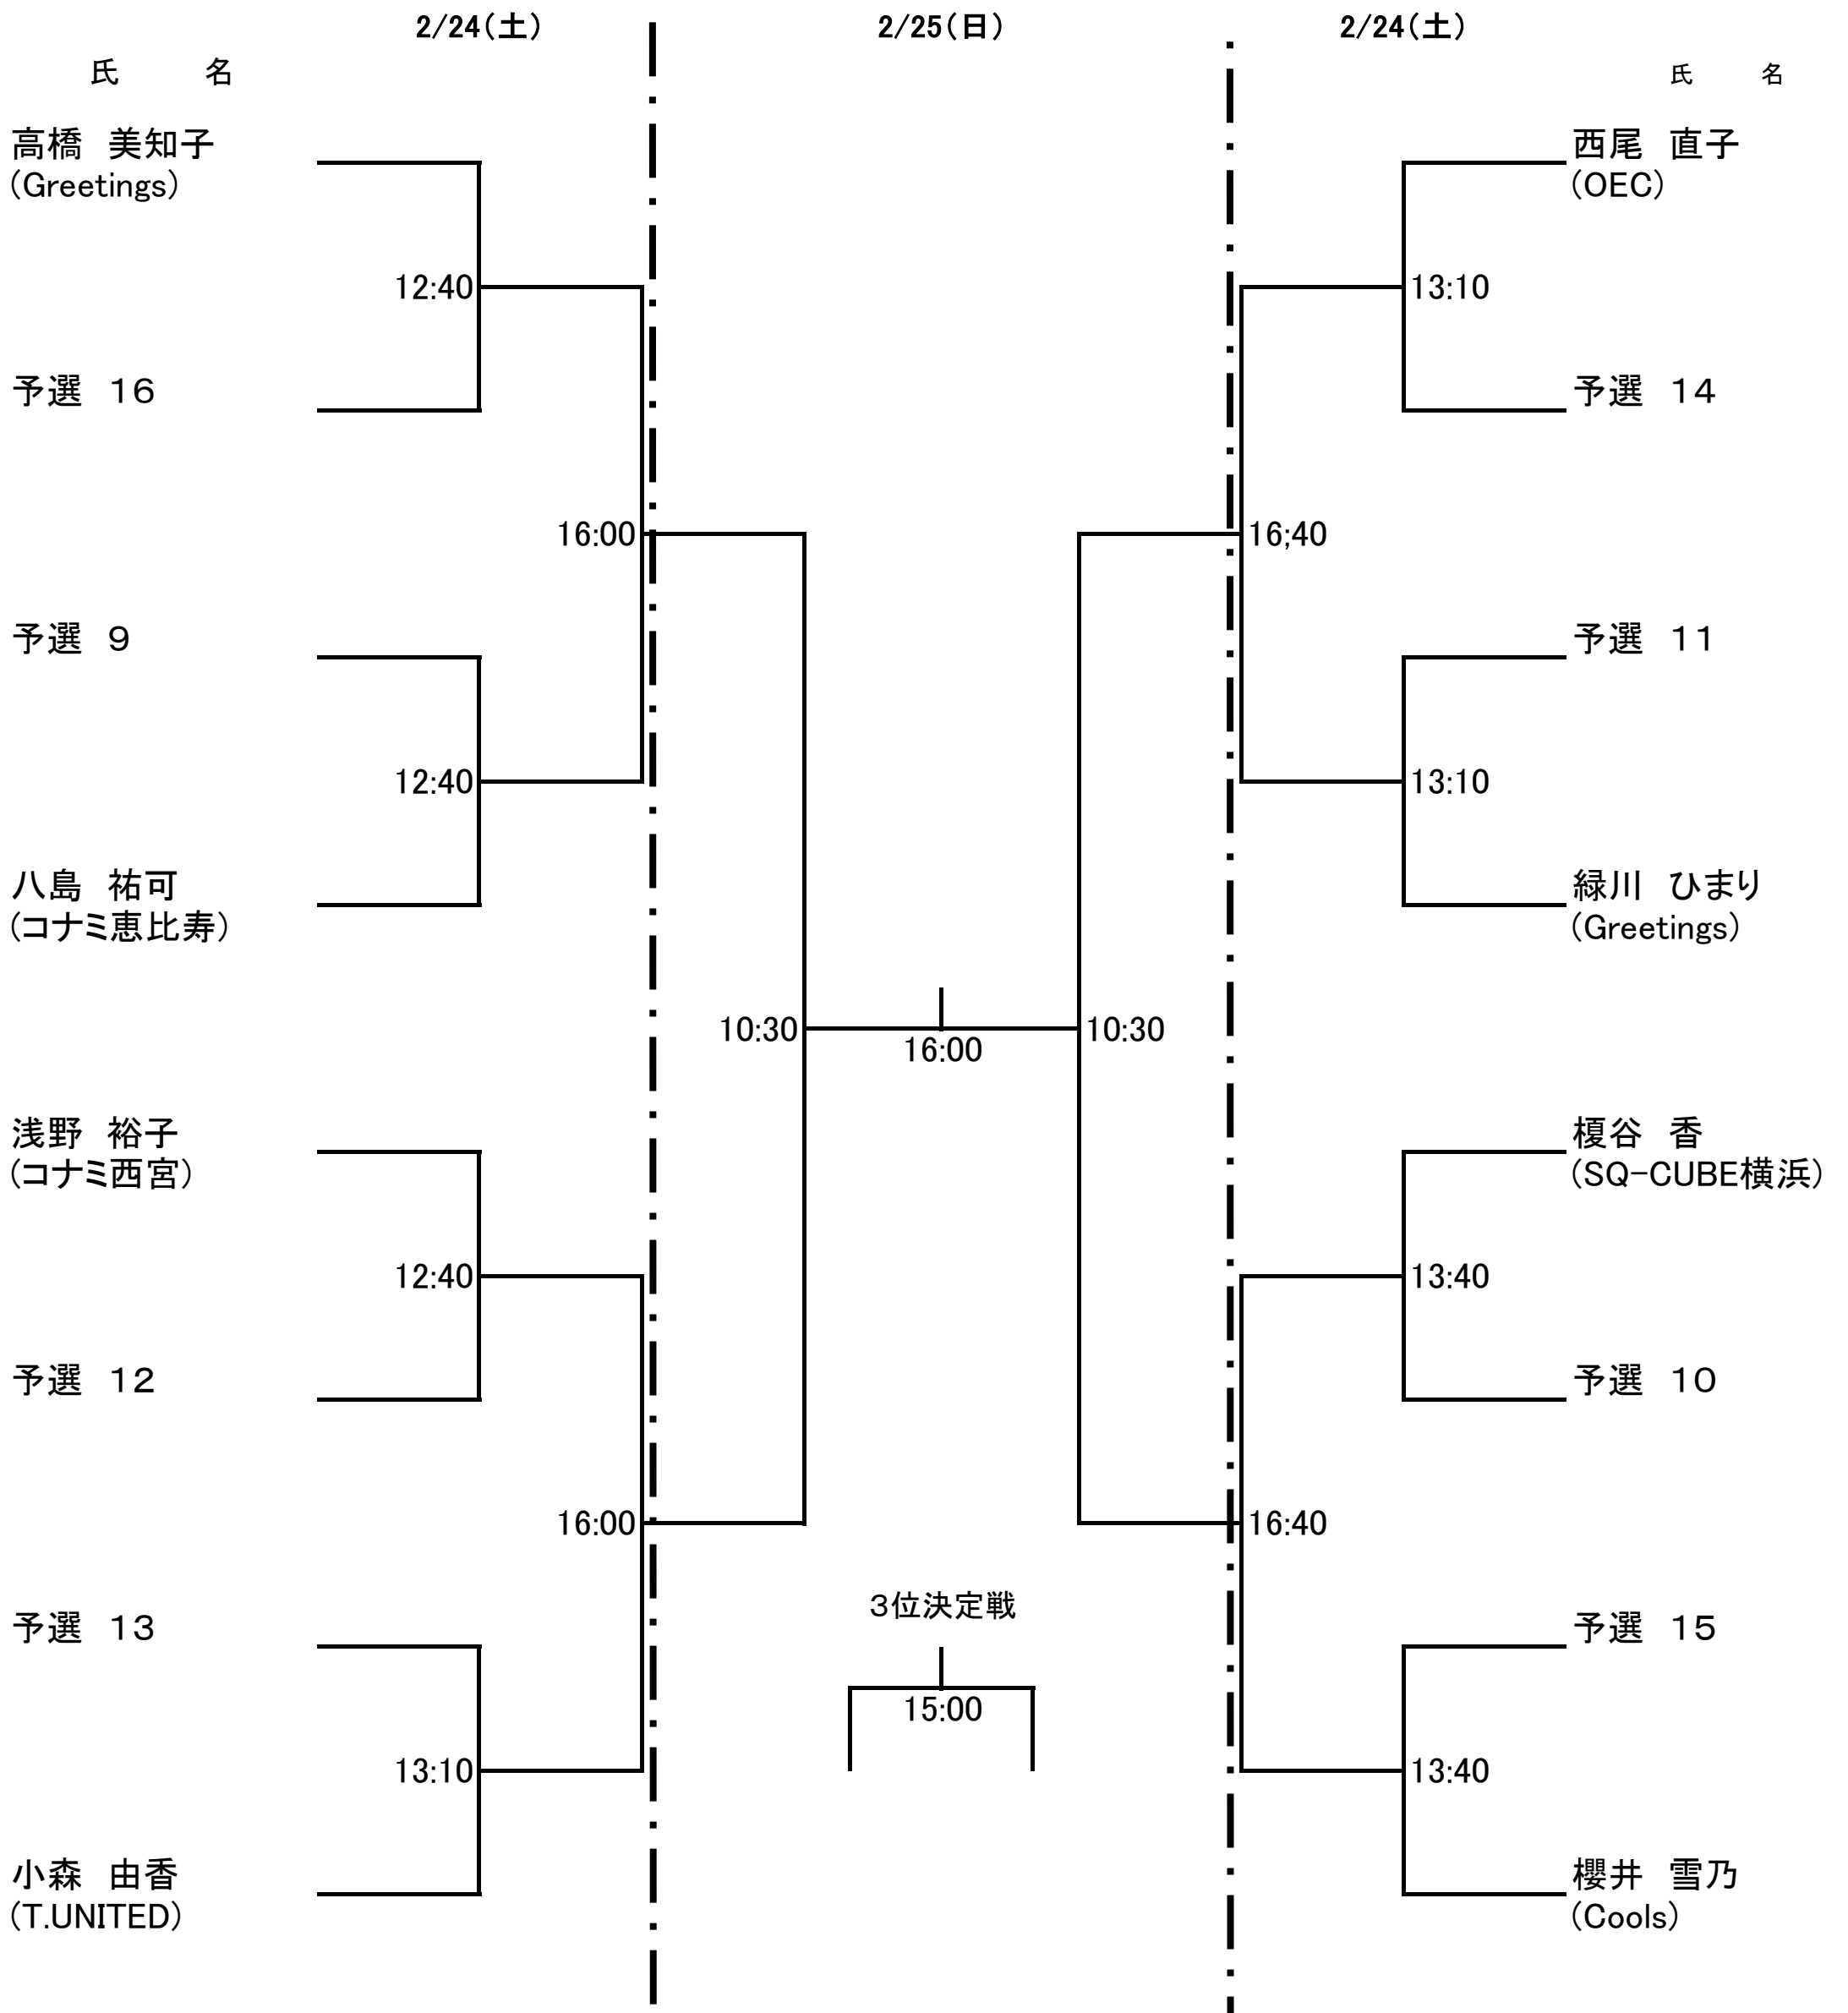 2/24(土) 2/25(日) 2/24(土)
氏 名 氏 名
高橋 美知子 西尾 直子
(Greetings) (OEC)
12:40 13:10
予選 16 予選 14
16:00 16;40
予選 9 予選 11
12:40 13:10
八島 祐可 緑川 ひまり
(コナミ恵比寿) (Greetings)
10:30 10:30
16:00
浅野 裕子 榎谷 香
(コナミ西宮) (SQ-CUBE横浜)
12:40 13:40
予選 12 予選 10
16:00 16:40
3位決定戦
予選 13 予選 15
15:00
13:10 13:40
小森 由香 櫻井 雪乃
(T.UNITED) (Cools)